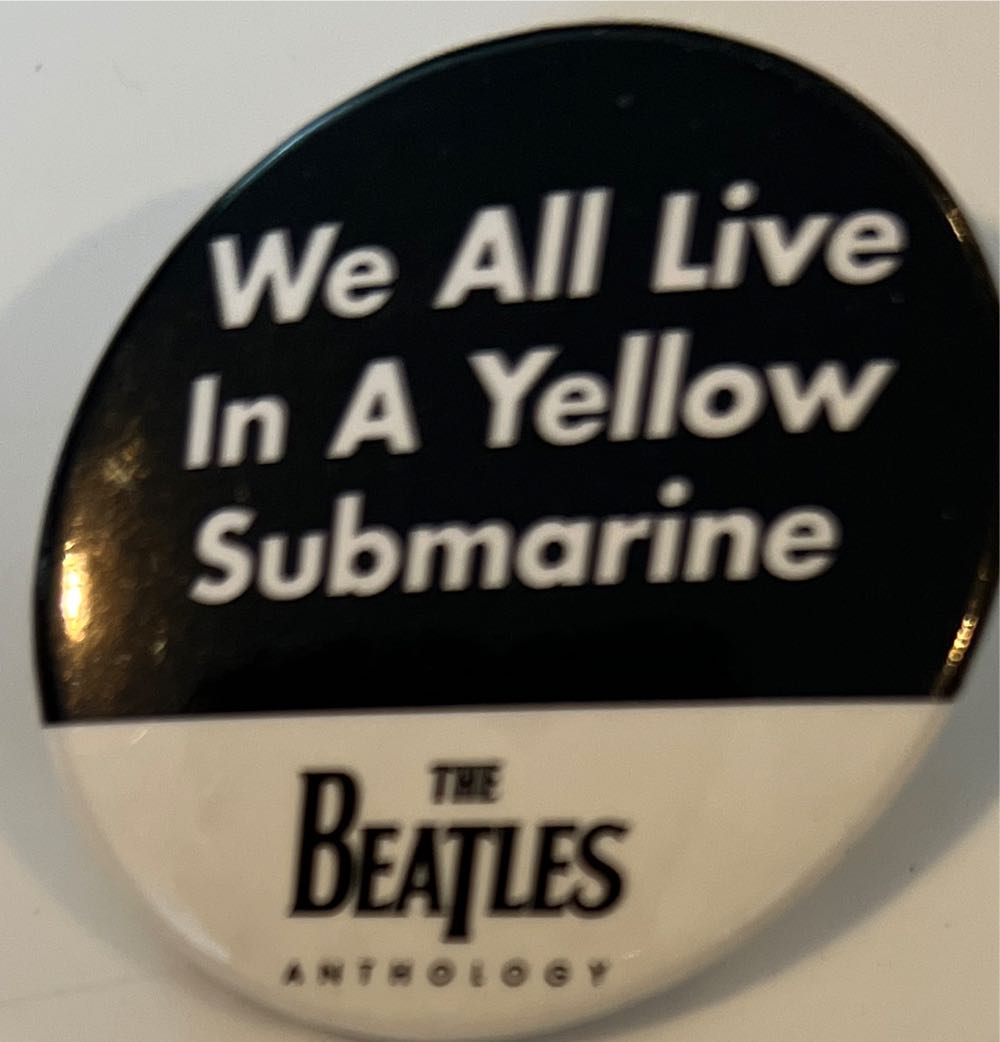 We All Live
In A Yellow
Submarine
THE
BEATLES
ANTHOLOGY